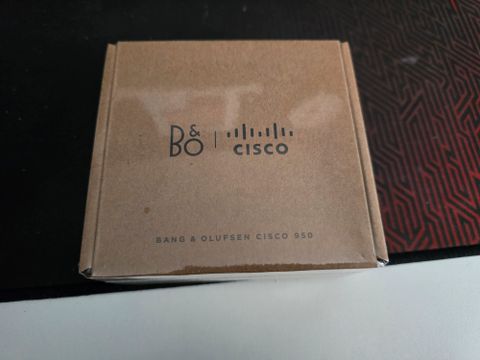 B&O | CISCO
BANG & OLUFSEN CISCO 950